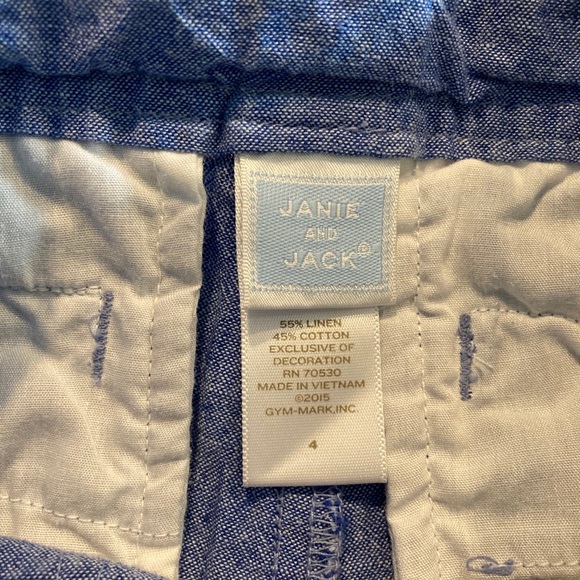 JANIE
AND
JACK©
55% LINEN
45% COTTON
EXCLUSIVE OF
DECORATION
RN 70530
MADE IN VIETNAM
©2015
GYM-MARK,INC.
4